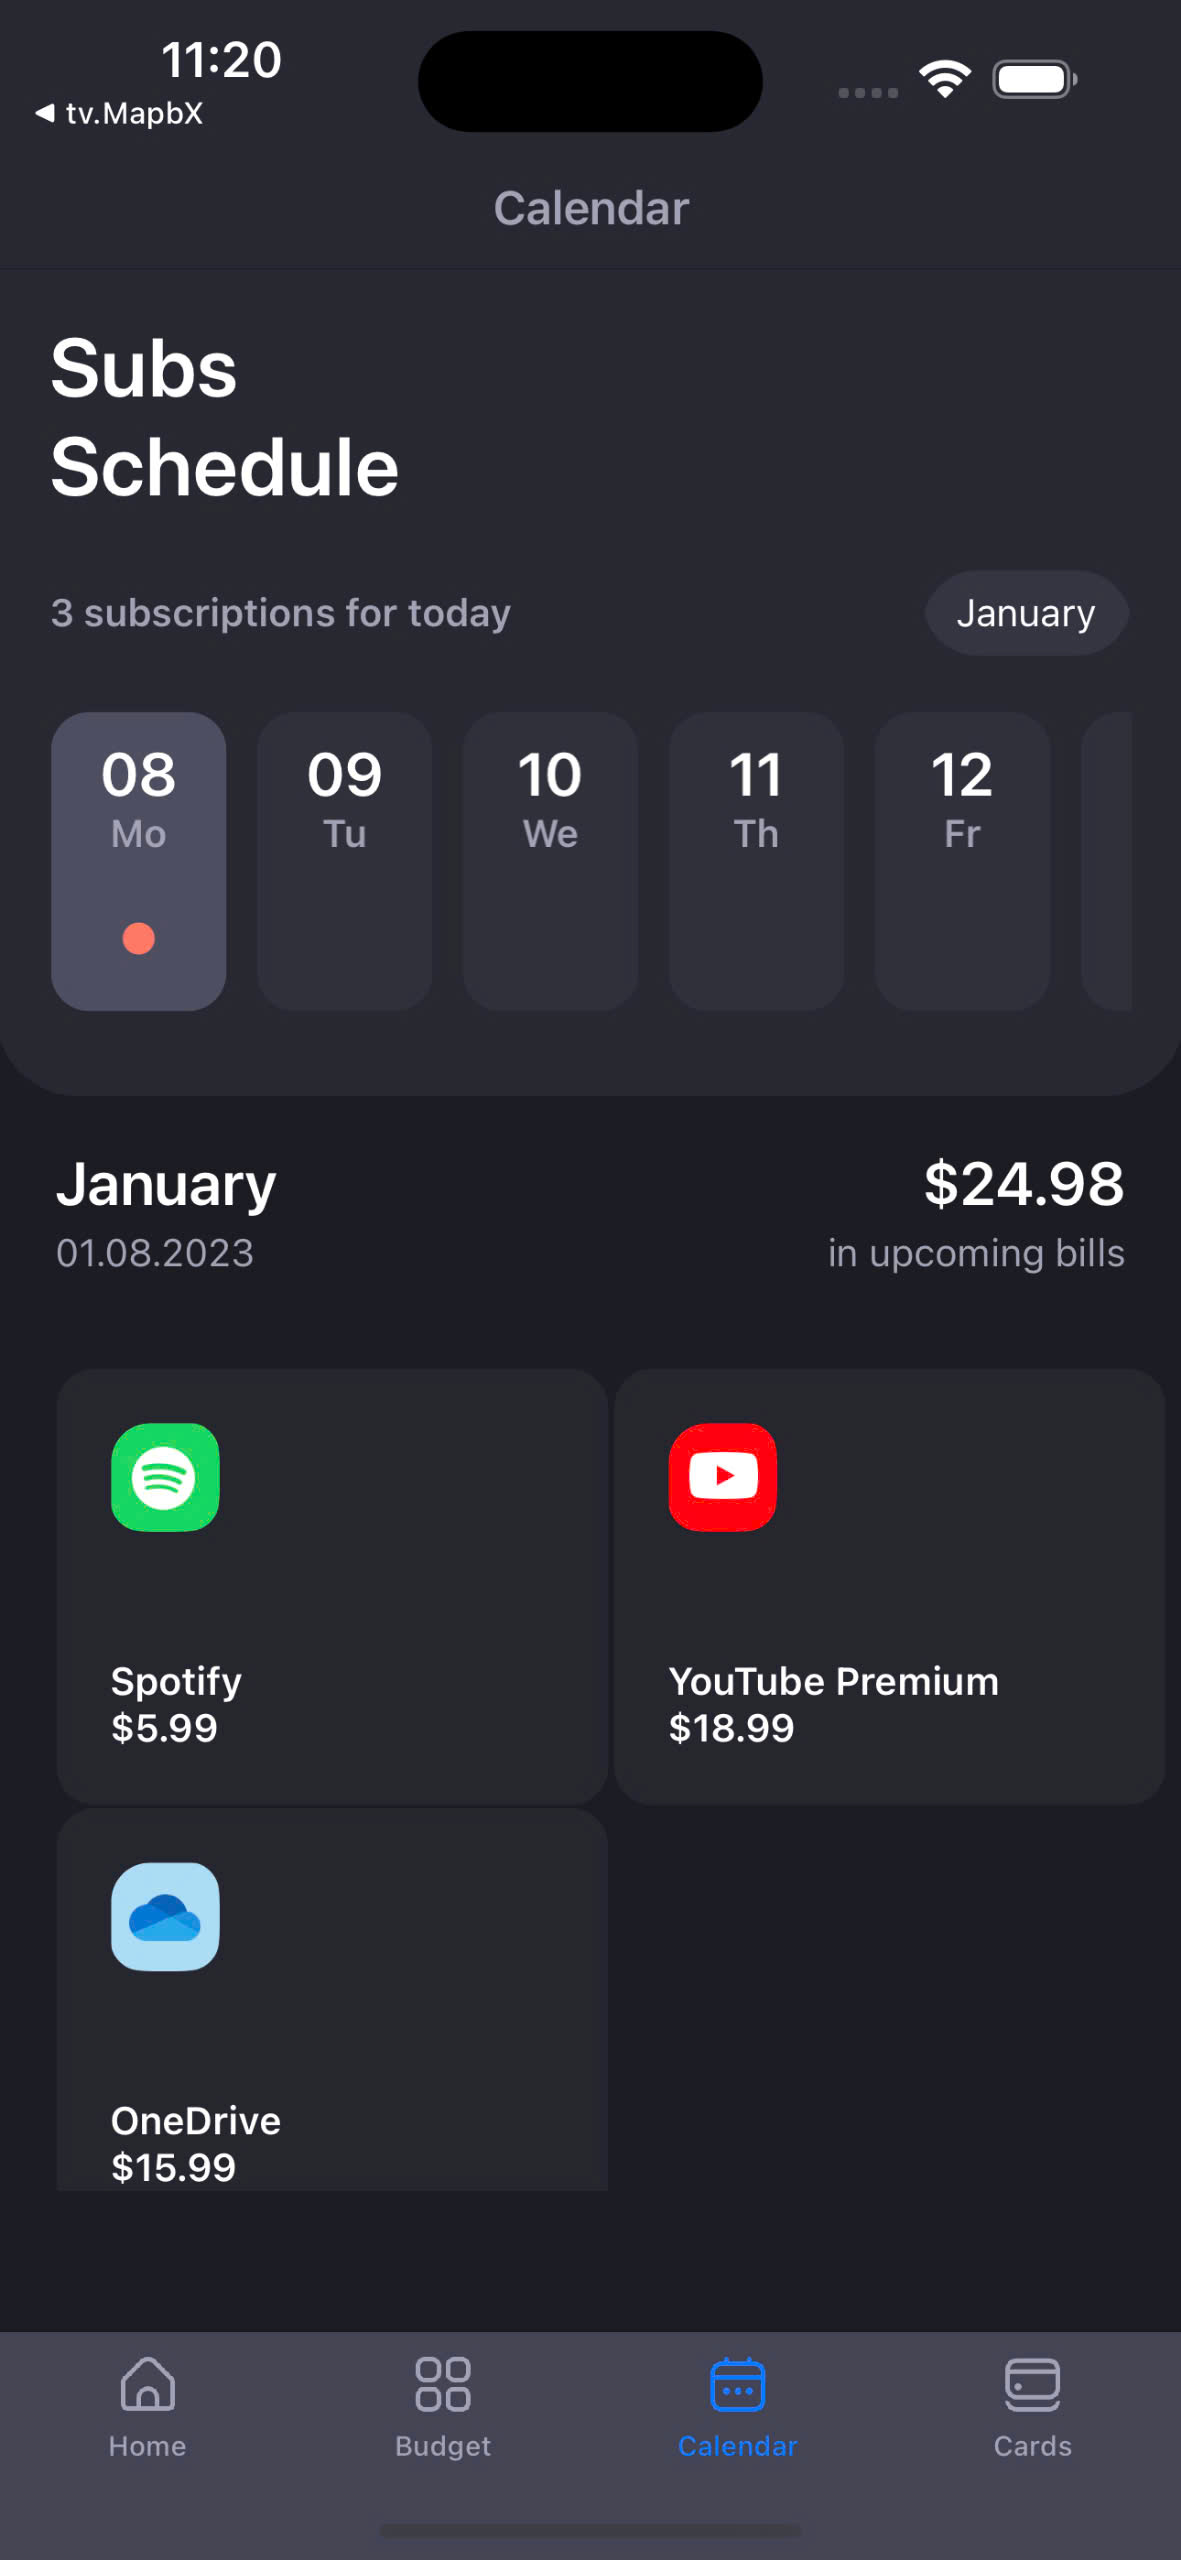 11:20
◀ tv.MapbX
Calendar
Subs
Schedule
3 subscriptions for today
January
08
Mo
09
Tu
10
We
11
Th
12
Fr
January
$24.98
01.08.2023
in upcoming bills
Spotify
$5.99
YouTube Premium
$18.99
OneDrive
$15.99
Home
Budget
Calendar
Cards